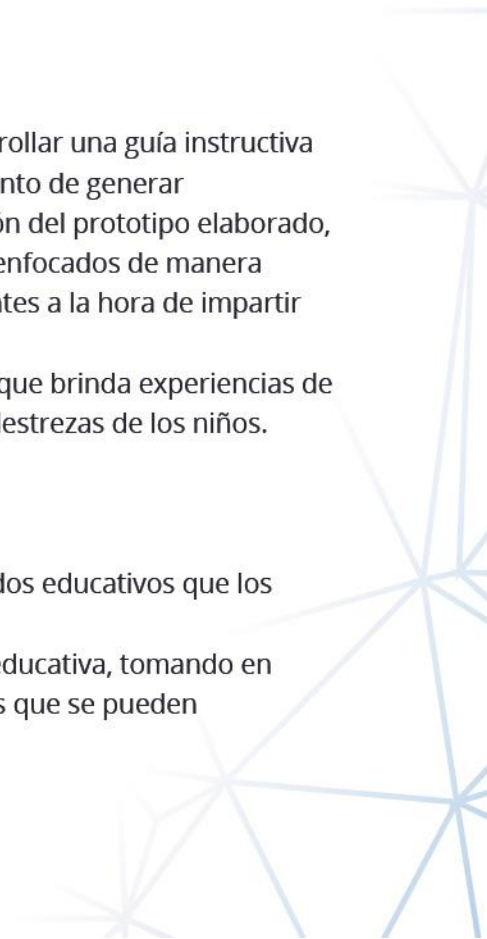 rollar una guía instructiva
nto de generar
ón del prototipo elaborado,
enfocados de manera
ntes a la hora de impartir
que brinda experiencias de
destrezas de los niños.
dos educativos que los
educativa, tomando en
s que se pueden